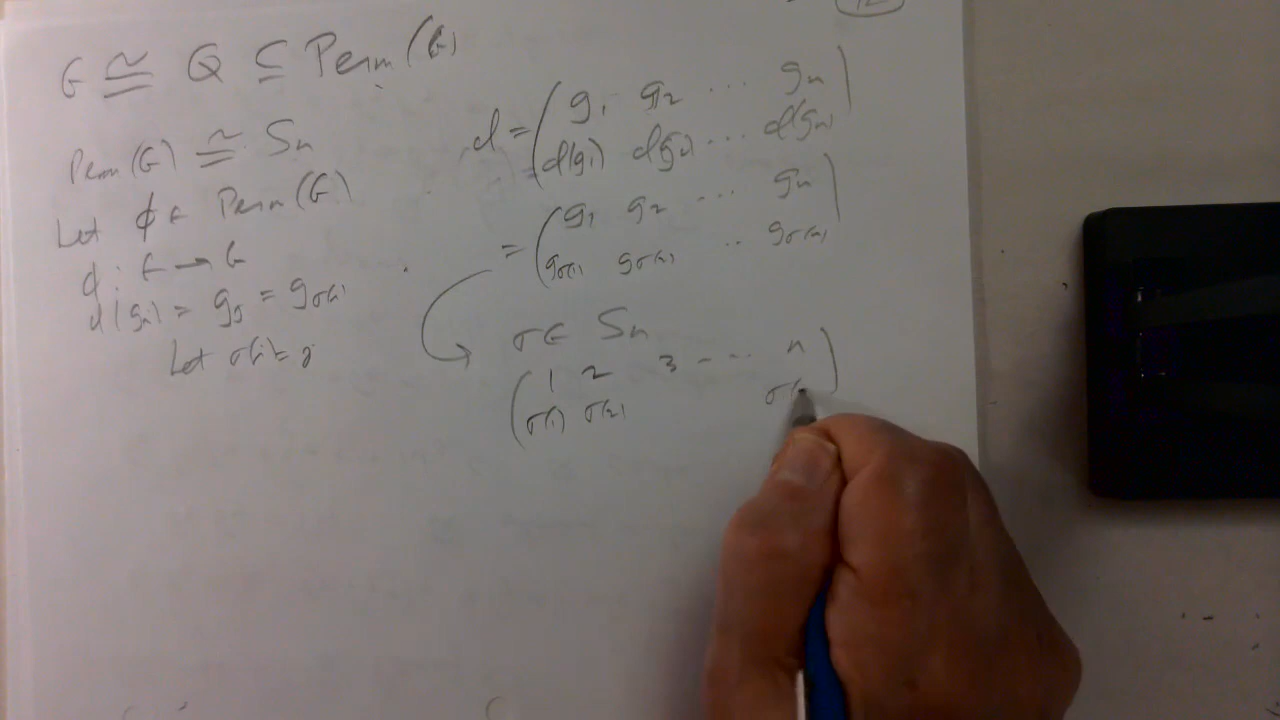 G ≅ Q ⊆ Perm(G)
Perm(G) ≅ Sn
Let ϕ ∈ Perm(G)
ϕ : G → G
ϕ(gi) = gj = gσ(i)
Let σ(i) = j
ϕ = ( g1 g2 ... gn )
( ϕ(g1) ϕ(g2) ... ϕ(gn) )
= ( g1 g2 ... gn )
( gσ(1) gσ(2) .. gσ(n) )
σ ∈ Sn
( 1 2 3 -- ... n )
( σ(1) σ(2)